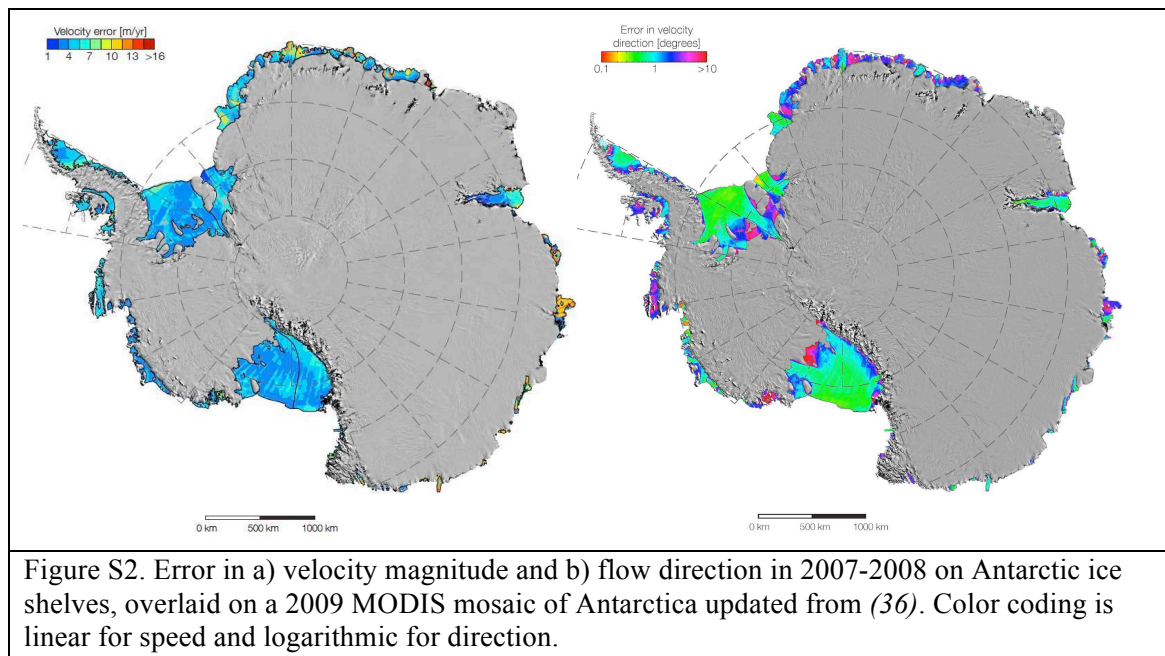 Velocity error [m/yr]
1 4 7 10 13 >16
0 km 500 km 1000 km
Error in velocity
direction [degrees]
0.1 1 >10
0 km 500 km 1000 km
Figure S2. Error in a) velocity magnitude and b) flow direction in 2007-2008 on Antarctic ice
shelves, overlaid on a 2009 MODIS mosaic of Antarctica updated from (36). Color coding is
linear for speed and logarithmic for direction.